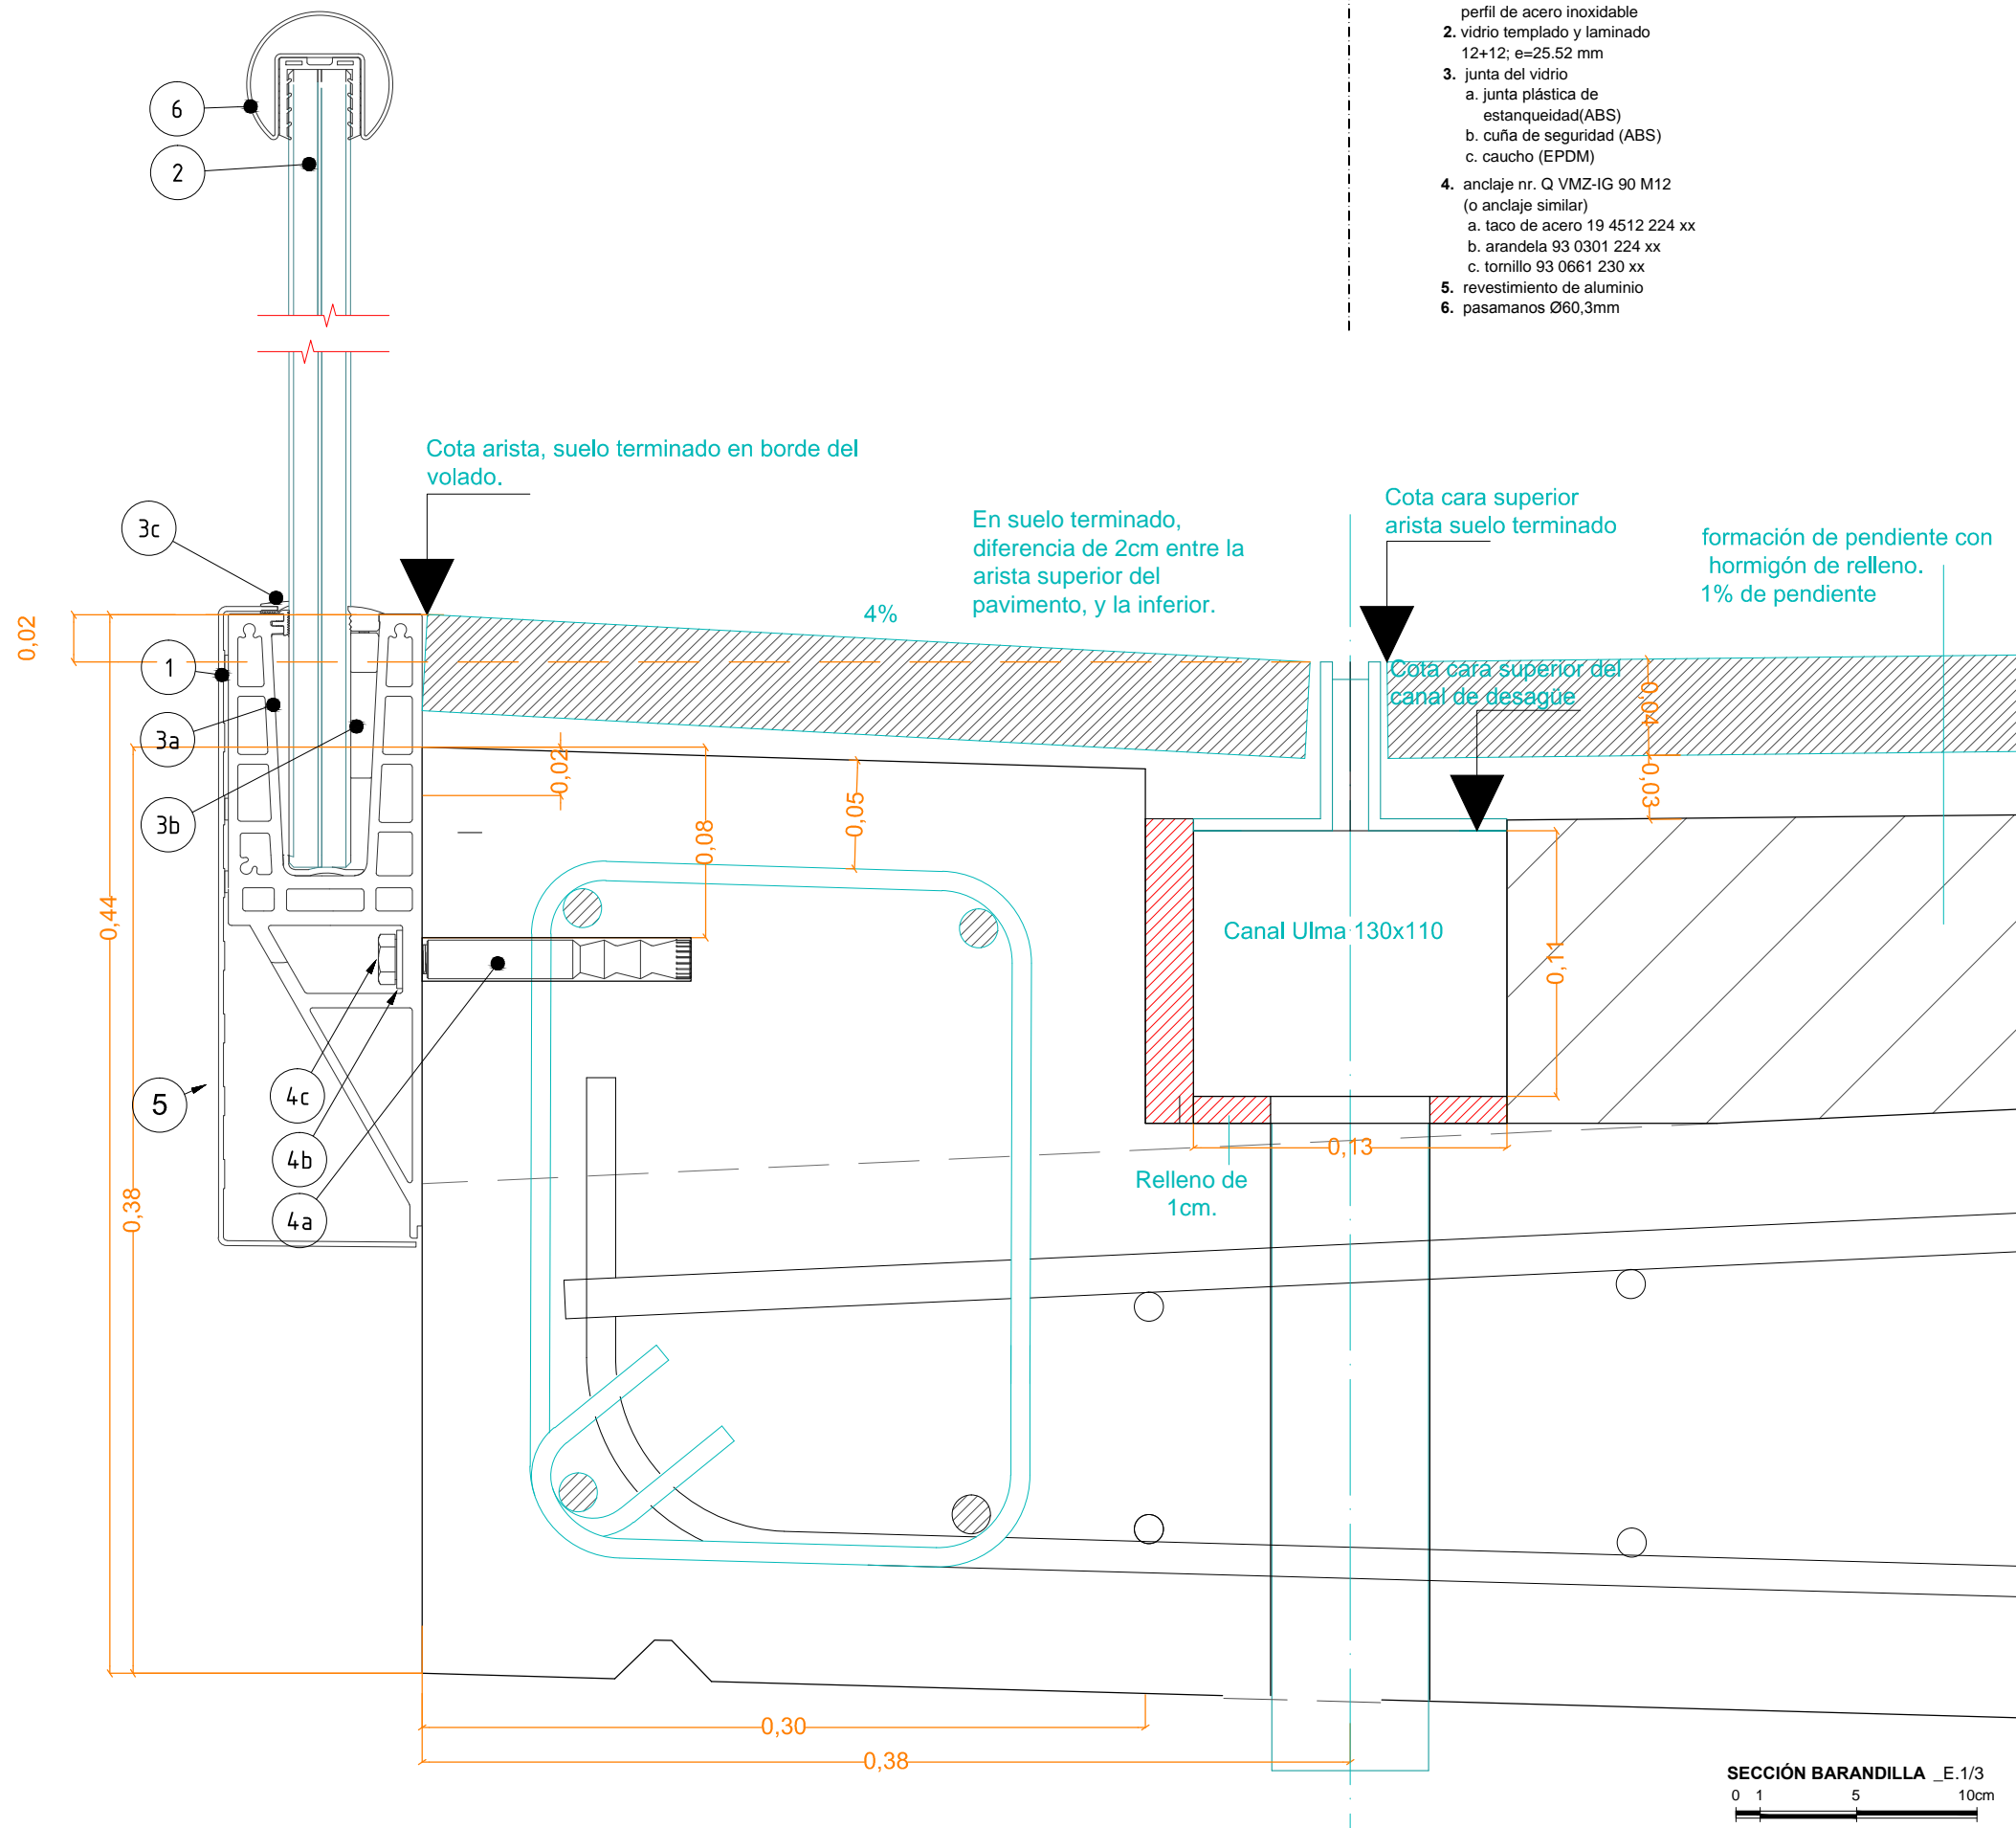 perfil de acero inoxidable
2. vidrio templado y laminado
12+12; e=25.52 mm
3. junta del vidrio
a. junta plástica de
estanqueidad(ABS)
b. cuña de seguridad (ABS)
c. caucho (EPDM)
4. anclaje nr. Q VMZ-IG 90 M12
(o anclaje similar)
a. taco de acero 19 4512 224 xx
b. arandela 93 0301 224 xx
c. tornillo 93 0661 230 xx
5. revestimiento de aluminio
6. pasamanos Ø60,3mm
6
2
Cota arista, suelo terminado en borde del
volado.
3c
En suelo terminado,
diferencia de 2cm entre la
arista superior del
pavimento, y la inferior.
Cota cara superior
arista suelo terminado
formación de pendiente con
hormigón de relleno.
1% de pendiente
4%
0,02
1
Cota cara superior del
canal de desagüe
0,04
3a
0,02
0,03
3b
0,05
0,08
0,44
Canal Ulma 130x110
0,11
5
4c
4b
0,13
Relleno de
1cm.
0,38
4a
0,30
0,38
SECCIÓN BARANDILLA _E.1/3
0 1 5 10cm